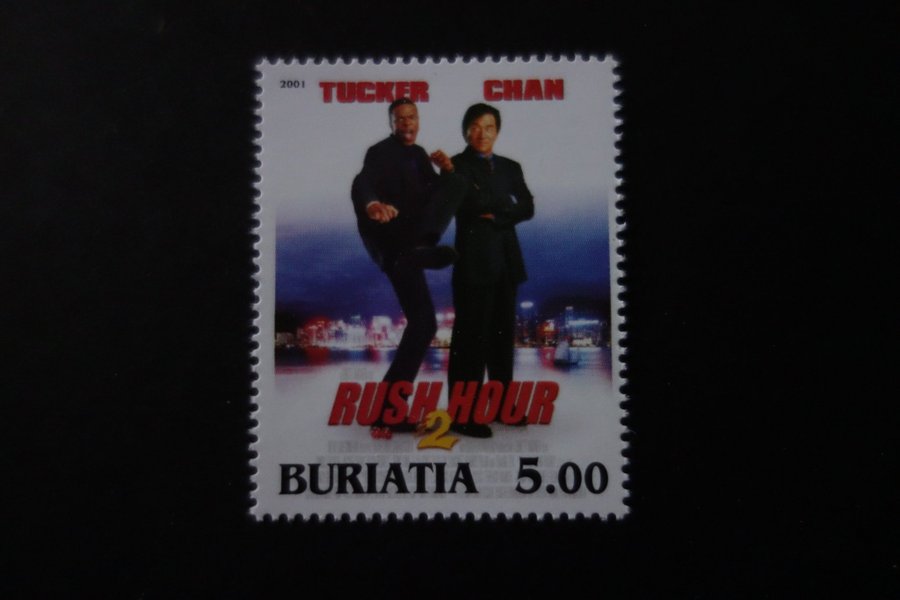 2001
TUCKER CHAN
RUSH HOUR
2
BURIATIA 5.00